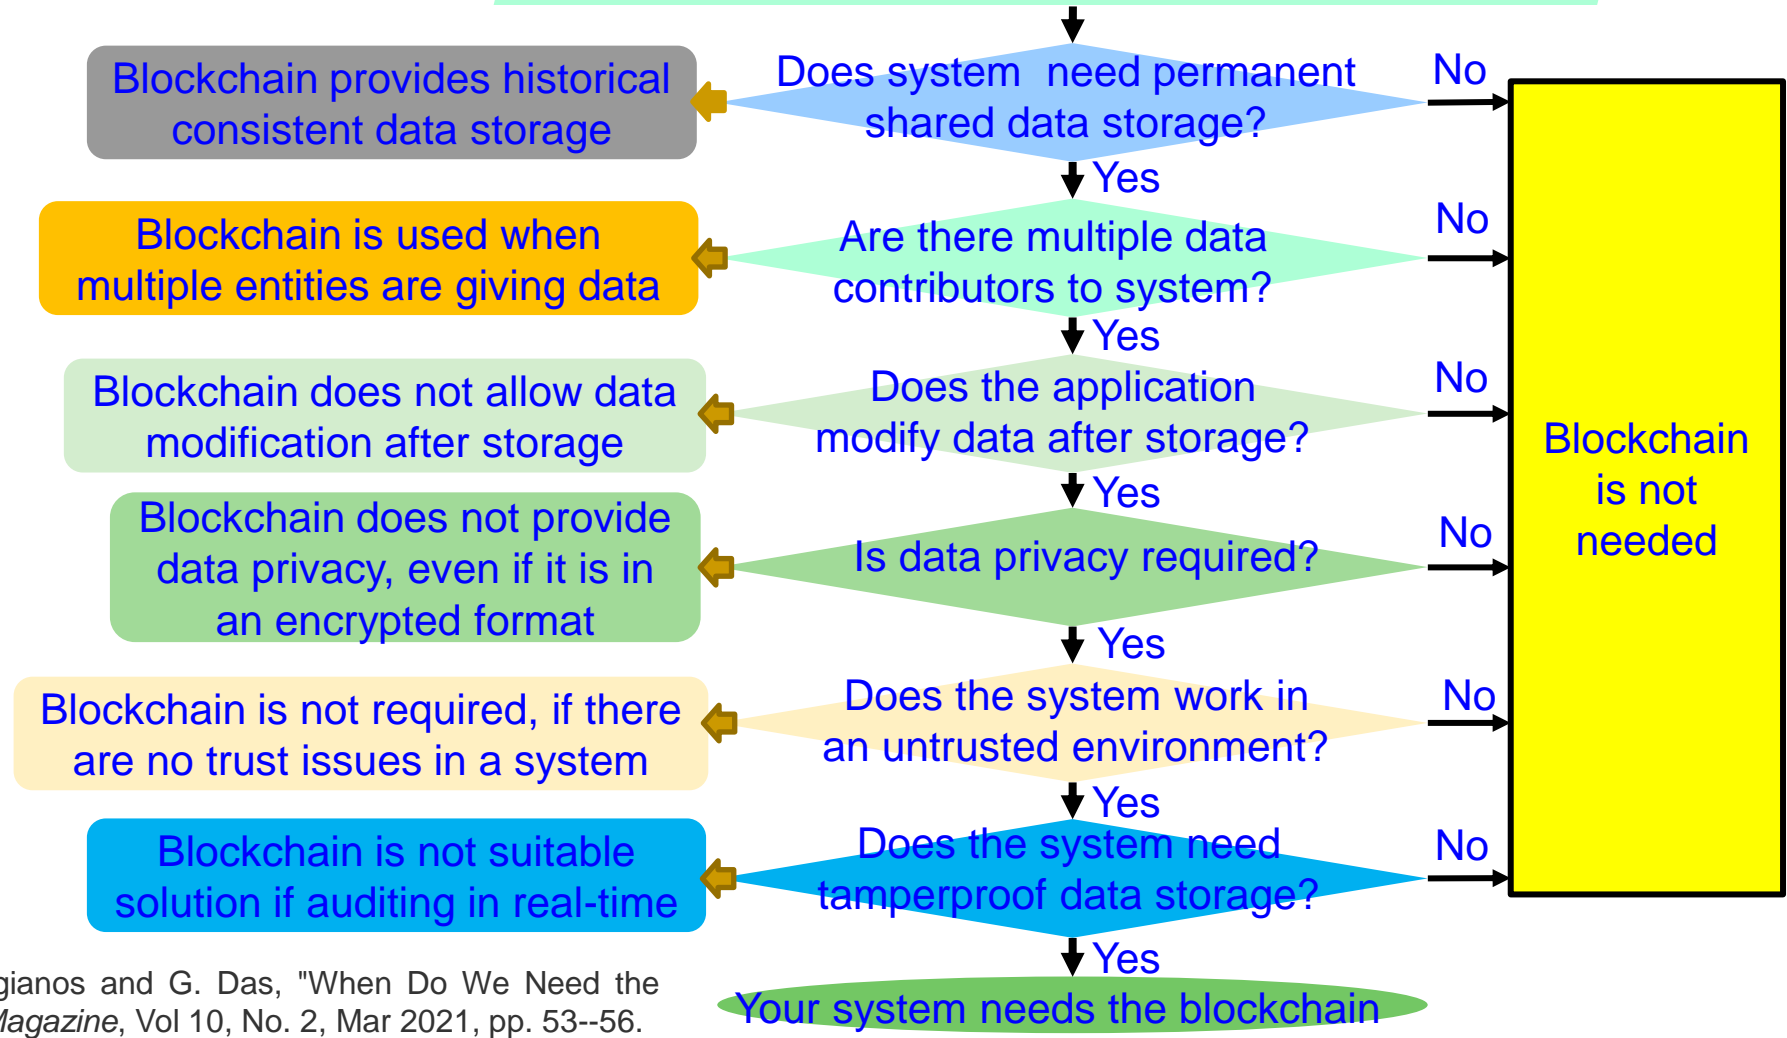 Blockchain provides historical
consistent data storage
Does system need permanent
shared data storage?
No
Yes
Blockchain is used when
multiple entities are giving data
Are there multiple data
contributors to system?
No
Yes
Blockchain does not allow data
modification after storage
Does the application
modify data after storage?
No
Yes
Blockchain
is not
needed
Blockchain does not provide
data privacy, even if it is in
an encrypted format
Is data privacy required?
No
Yes
Blockchain is not required, if there
are no trust issues in a system
Does the system work in
an untrusted environment?
No
Yes
Blockchain is not suitable
solution if auditing in real-time
Does the system need
tamperproof data storage?
No
Yes
Your system needs the blockchain
and G. Das, "When Do We Need the
Magazine, Vol 10, No. 2, Mar 2021, pp. 53--56.